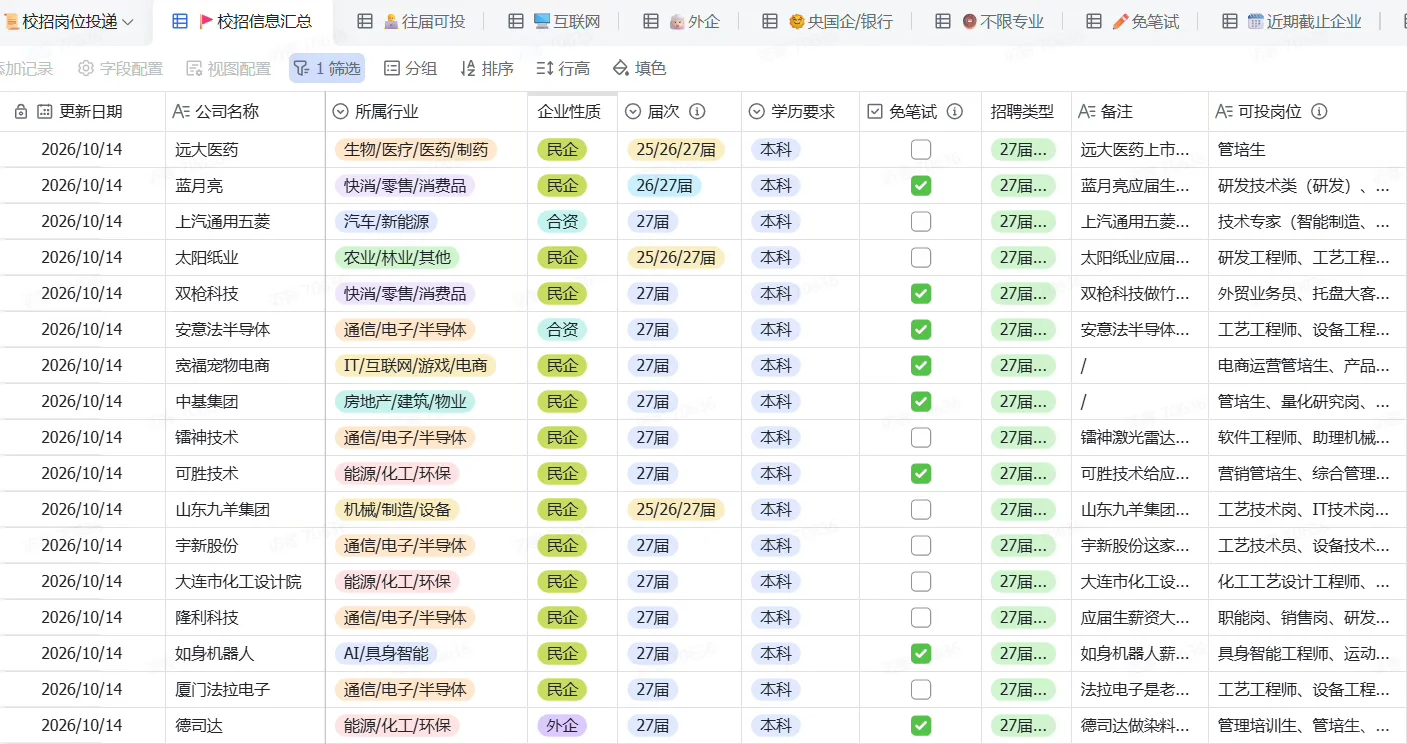 校招岗位投递 校招信息汇总 往届可投 互联网 外企 央国企/银行 不限专业 免笔试 近期截止企业
添加记录 字段配置 视图配置 1 筛选 分组 排序 行高 填色
更新日期 公司名称 所属行业 企业性质 届次 学历要求 免笔试 招聘类型 备注 可投岗位
2026/10/14 远大医药 生物/医疗/医药/制药 民企 25/26/27届 本科 27届... 远大医药上市... 管培生
2026/10/14 蓝月亮 快消/零售/消费品 民企 26/27届 本科 27届... 蓝月亮应届生... 研发技术类（研发）、...
2026/10/14 上汽通用五菱 汽车/新能源 合资 27届 本科 27届... 上汽通用五菱... 技术专家（智能制造、...
2026/10/14 太阳纸业 农业/林业/其他 民企 25/26/27届 本科 27届... 太阳纸业应届... 研发工程师、工艺工程...
2026/10/14 双枪科技 快消/零售/消费品 民企 27届 本科 27届... 双枪科技做竹... 外贸业务员、托盘大客...
2026/10/14 安意法半导体 通信/电子/半导体 合资 27届 本科 27届... 安意法半导体... 工艺工程师、设备工程...
2026/10/14 宽福宠物电商 IT/互联网/游戏/电商 民企 27届 本科 27届... / 电商运营管培生、产品...
2026/10/14 中基集团 房地产/建筑/物业 民企 27届 本科 27届... / 管培生、量化研究岗、...
2026/10/14 镭神技术 通信/电子/半导体 民企 27届 本科 27届... 镭神激光雷达... 软件工程师、助理机械...
2026/10/14 可胜技术 能源/化工/环保 民企 27届 本科 27届... 可胜技术给应... 营销管培生、综合管理...
2026/10/14 山东九羊集团 机械/制造/设备 民企 25/26/27届 本科 27届... 山东九羊集团... 工艺技术岗、IT技术岗...
2026/10/14 宇新股份 通信/电子/半导体 民企 27届 本科 27届... 宇新股份这家... 工艺技术员、设备技术...
2026/10/14 大连市化工设计院 能源/化工/环保 民企 27届 本科 27届... 大连市化工设... 化工工艺设计工程师、...
2026/10/14 隆利科技 通信/电子/半导体 民企 27届 本科 27届... 应届生薪资大... 职能岗、销售岗、研发...
2026/10/14 如身机器人 AI/具身智能 民企 27届 本科 27届... 如身机器人薪... 具身智能工程师、运动...
2026/10/14 厦门法拉电子 通信/电子/半导体 民企 27届 本科 27届... 法拉电子是老... 工艺工程师、设备工程...
2026/10/14 德司达 能源/化工/环保 外企 27届 本科 27届... 德司达做染料... 管理培训生、管培生、...